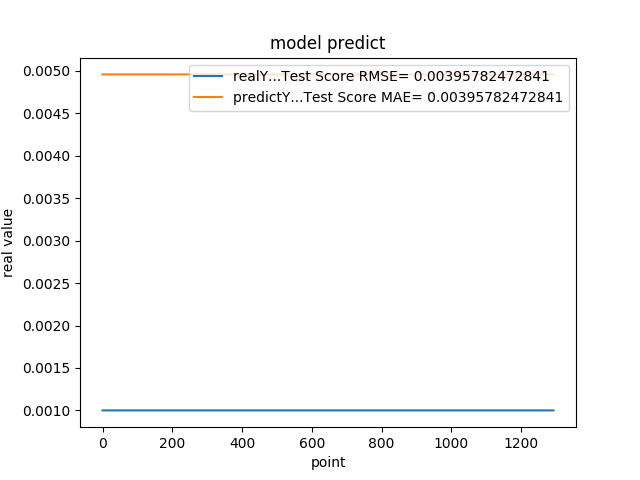 model predict
realY...Test Score RMSE= 0.00395782472841
predictY...Test Score MAE= 0.00395782472841
real value
0.0050
0.0045
0.0040
0.0035
0.0030
0.0025
0.0020
0.0015
0.0010
0 200 400 600 800 1000 1200
point